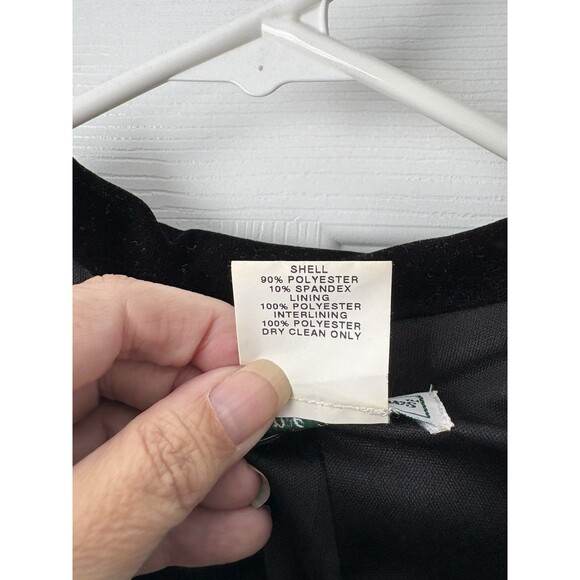 SHELL
90% POLYESTER
10% SPANDEX
LINING
100% POLYESTER
INTERLINING
100% POLYESTER
DRY CLEAN ONLY